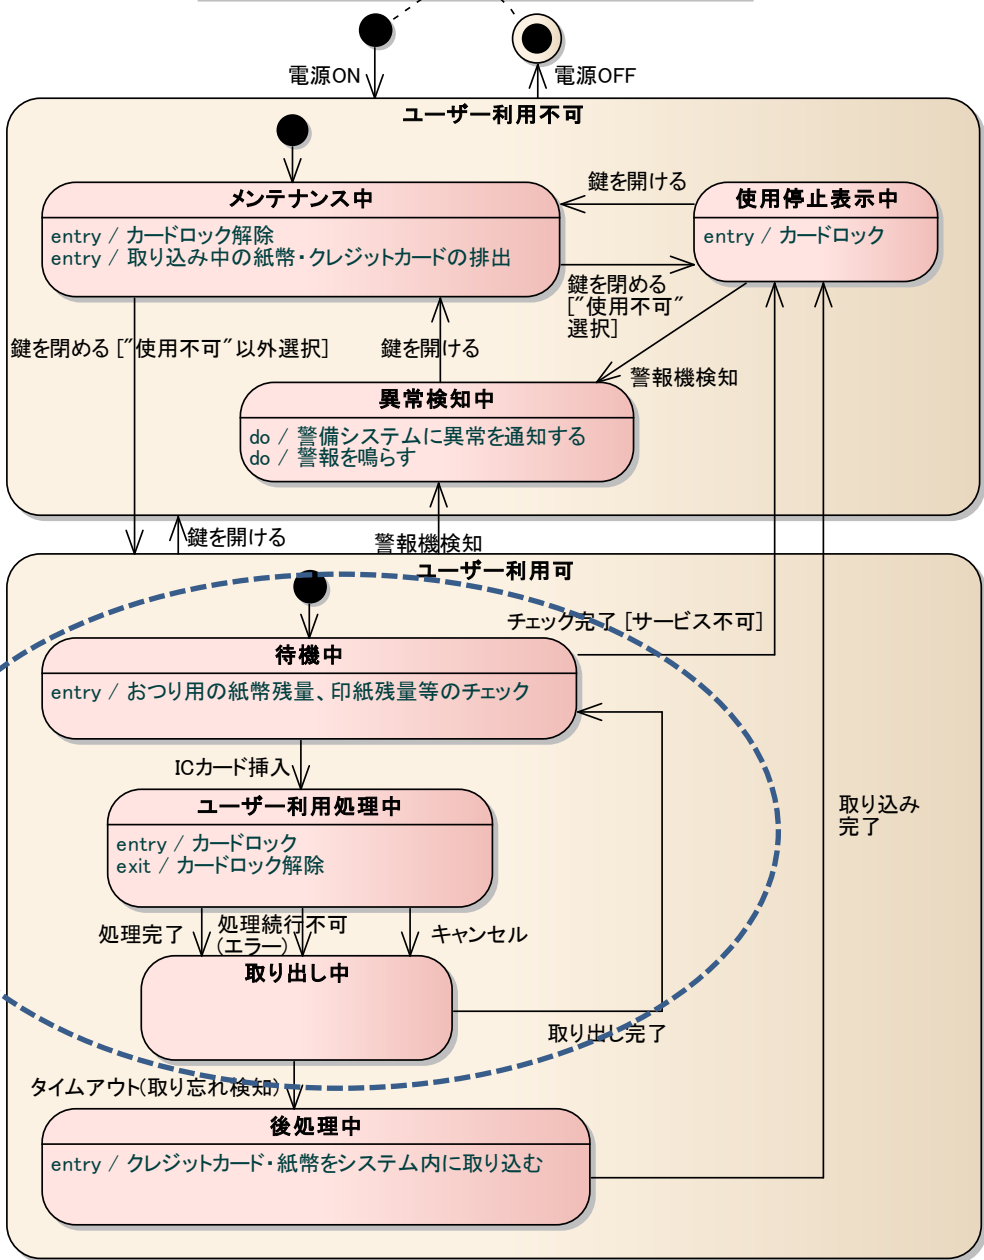 電源ON
電源OFF
ユーザー利用不可
メンテナンス中
entry / カードロック解除
entry / 取り込み中の紙幣・クレジットカードの排出
鍵を開ける
使用停止表示中
entry / カードロック
鍵を閉める
["使用不可"
選択]
鍵を閉める ["使用不可"以外選択]
鍵を開ける
警報機検知
異常検知中
do / 警備システムに異常を通知する
do / 警報を鳴らす
鍵を開ける
警報機検知
ユーザー利用可
チェック完了 [サービス不可]
待機中
entry / おつり用の紙幣残量、印紙残量等のチェック
ICカード挿入
ユーザー利用処理中
entry / カードロック
exit / カードロック解除
取り込み
完了
処理完了
処理続行不可
(エラー)
キャンセル
取り出し中
取り出し完了
タイムアウト(取り忘れ検知)
後処理中
entry / クレジットカード・紙幣をシステム内に取り込む